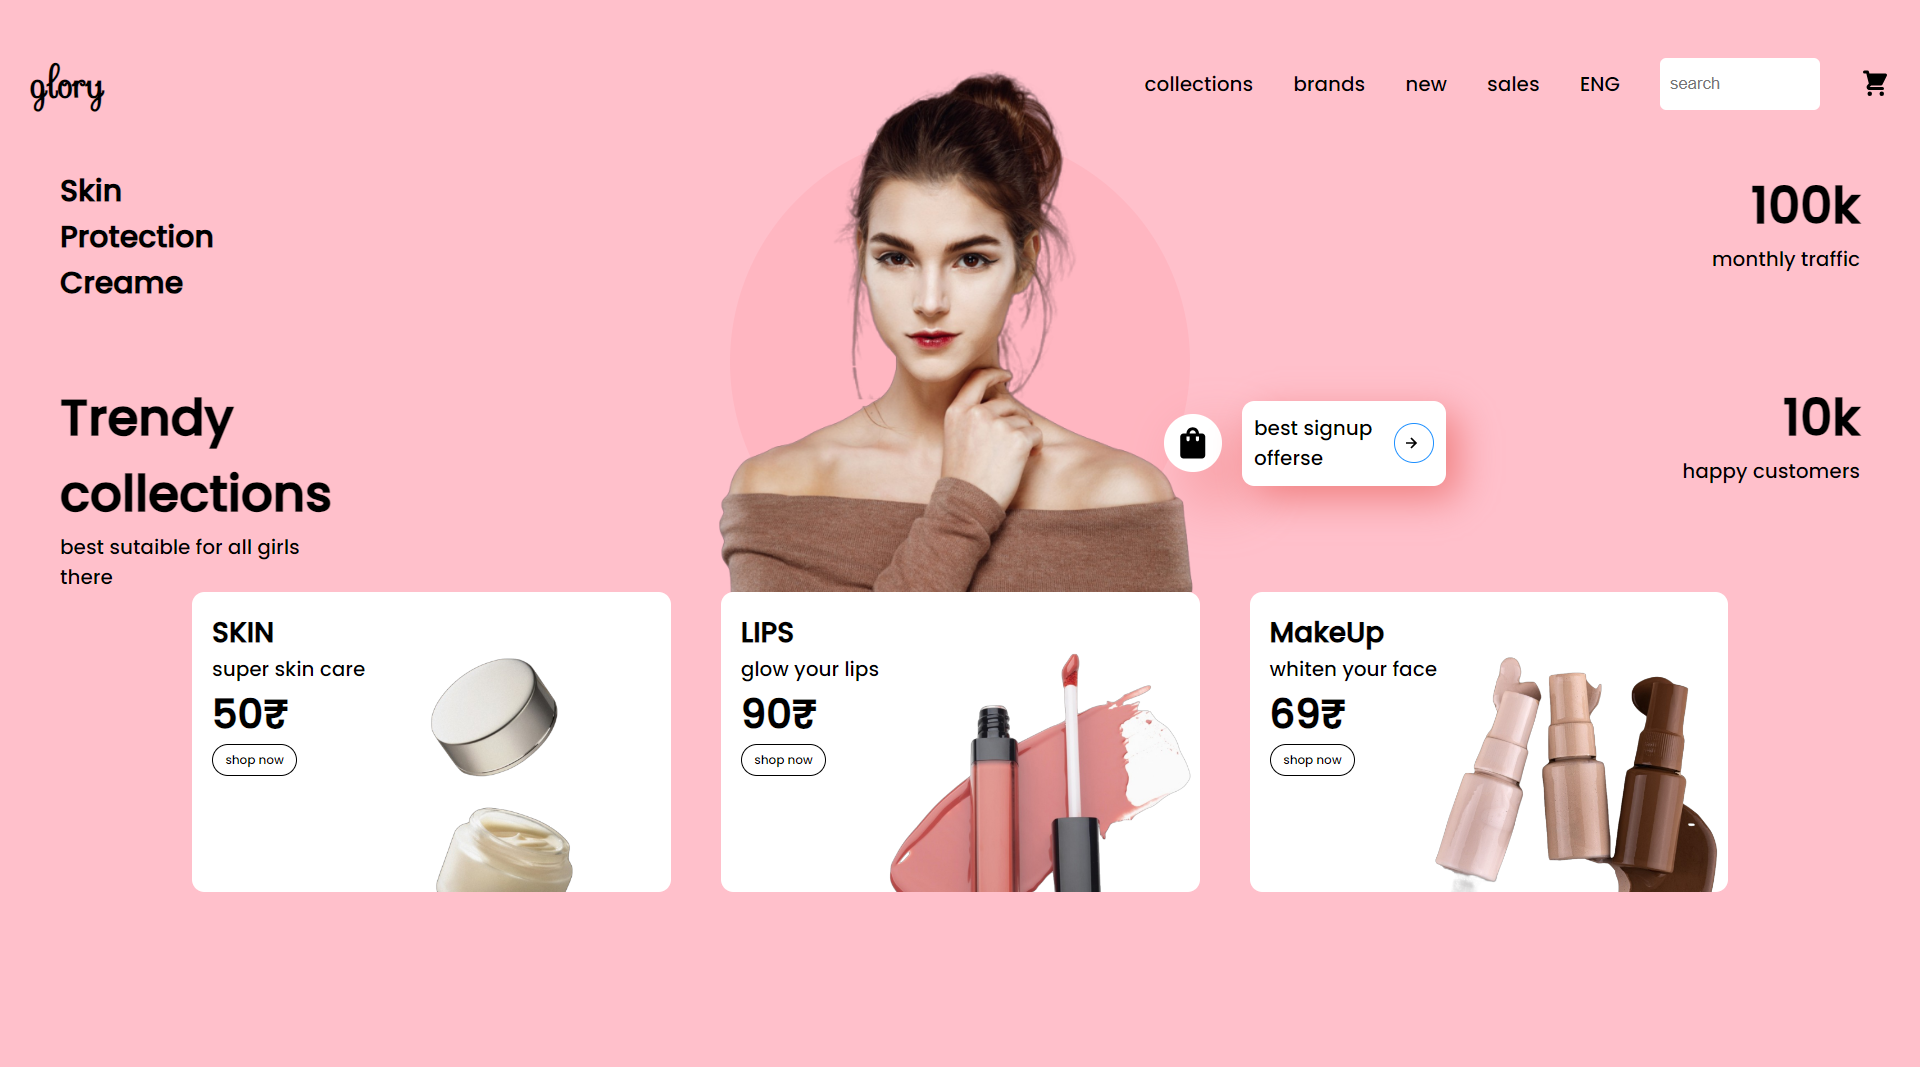 glory
collections brands new sales ENG search
Skin
Protection
Creame
100k
monthly traffic
Trendy
collections
best sutaible for all girls
there
best signup
offerse
10k
happy customers
SKIN
super skin care
50₹
shop now
LIPS
glow your lips
90₹
shop now
MakeUp
whiten your face
69₹
shop now